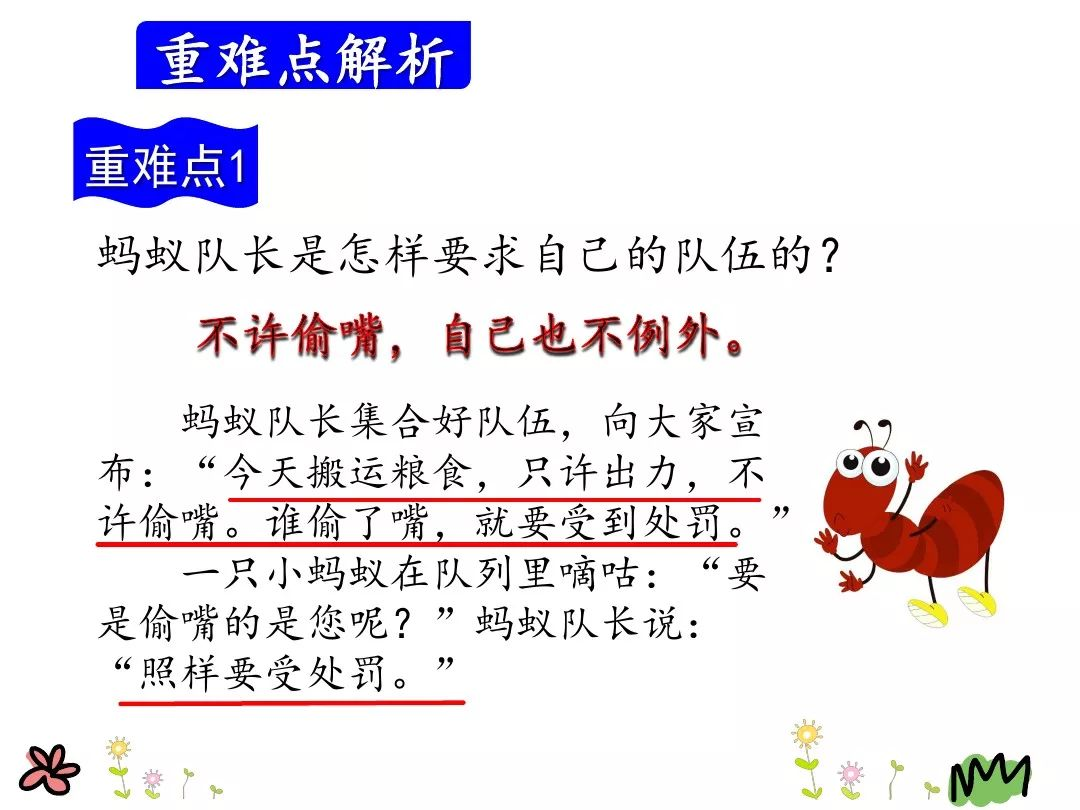 重难点解析
重难点1
蚂蚁队长是怎样要求自己的队伍的?
不许偷嘴，自己也不例外。
蚂蚁队长集合好队伍，向大家宣
布：“今天搬运粮食，只许出力，不
许偷嘴。谁偷了嘴，就要受到处罚。”
一只小蚂蚁在队列里嘀咕：“要
是偷嘴的是您呢？”蚂蚁队长说：
“照样要受处罚。”